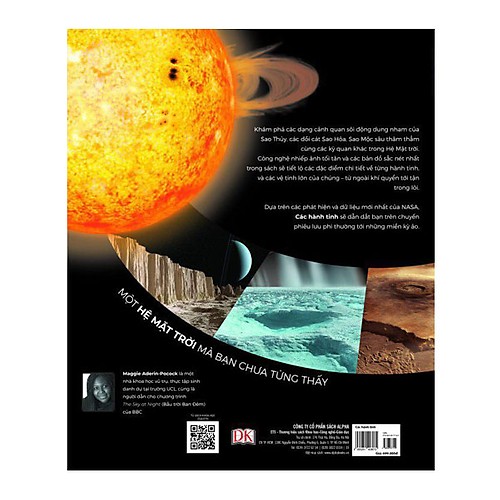 Khám phá các dạng cảnh quan sôi động dung nham của
Sao Thủy, các đồi cát Sao Hỏa, Sao Mộc sâu thăm thẳm
cùng các kỳ quan khác trong Hệ Mặt trời.
Công nghệ nhiếp ảnh tối tân và các bản đồ sắc nét nhất
trong sách sẽ tiết lộ các đặc điểm chi tiết về từng hành tinh,
và các vệ tinh lớn của chúng – từ ngoài khí quyển tới tận
trong lõi.
Dựa trên các phát hiện và dữ liệu mới nhất của NASA,
Các hành tinh sẽ dẫn dắt bạn trên chuyến
phiêu lưu phi thường tới những miền kỳ ảo.
MỘT HỆ MẶT TRỜI MÀ BẠN CHƯA TỪNG THẤY
Maggie Aderin-Pocock là một
nhà khoa học vũ trụ, thực tập sinh
danh dự tại trường UCL, cũng là
người dẫn cho chương trình
The Sky at Night (Bầu trời Ban Đêm)
của BBC
DK
CÔNG TY CỔ PHẦN SÁCH ALPHA